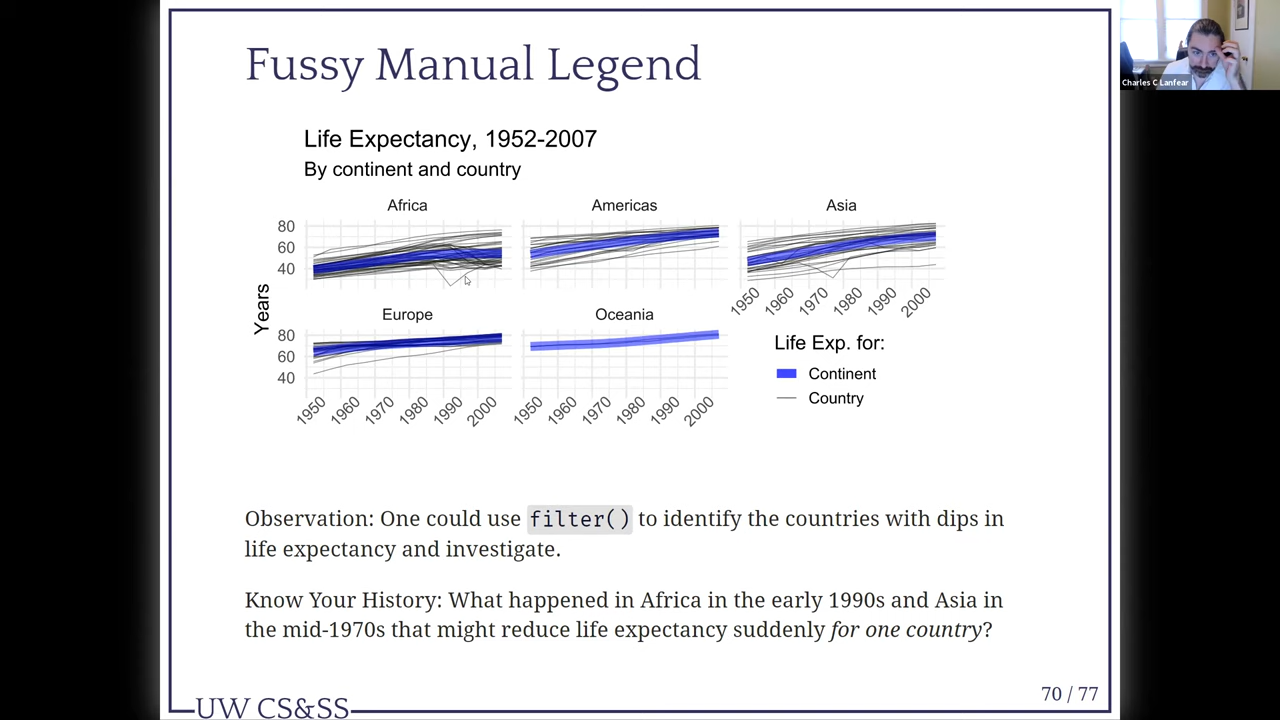 Fussy Manual Legend
Charles C Lanfear
Life Expectancy, 1952-2007
By continent and country
Africa
Americas
Asia
80
60
40
1950 1960 1970 1980 1990 2000
Years
Europe
Oceania
80
60
40
1950 1960 1970 1980 1990 2000
1950 1960 1970 1980 1990 2000
Life Exp. for:
Continent
Country
Observation: One could use filter() to identify the countries with dips in
life expectancy and investigate.
Know Your History: What happened in Africa in the early 1990s and Asia in
the mid-1970s that might reduce life expectancy suddenly for one country?
70 / 77
UW CS&SS